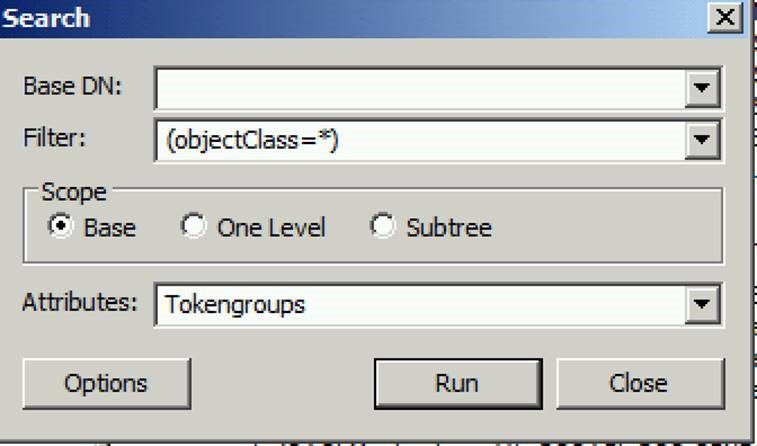 Search
Base DN:
Filter: (objectClass=*)
Scope
Base One Level Subtree
Attributes: Tokengroups
Options Run Close